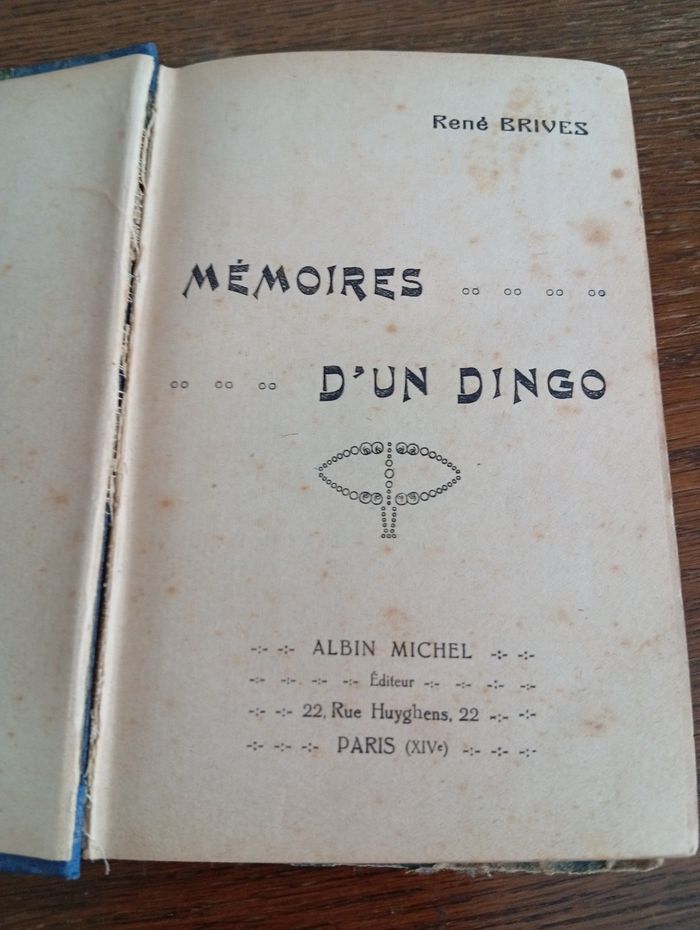 René BRIVES
MÉMOIRES
D'UN DINGO
-:- -:- ALBIN MICHEL -:- -:-
-:- -:- -:- -:- Éditeur -:- -:- -:- -:-
-:- -:- 22, Rue Huyghens, 22 -:- -:-
-:- -:- -:- PARIS (XIVe) -:- -:- -:-